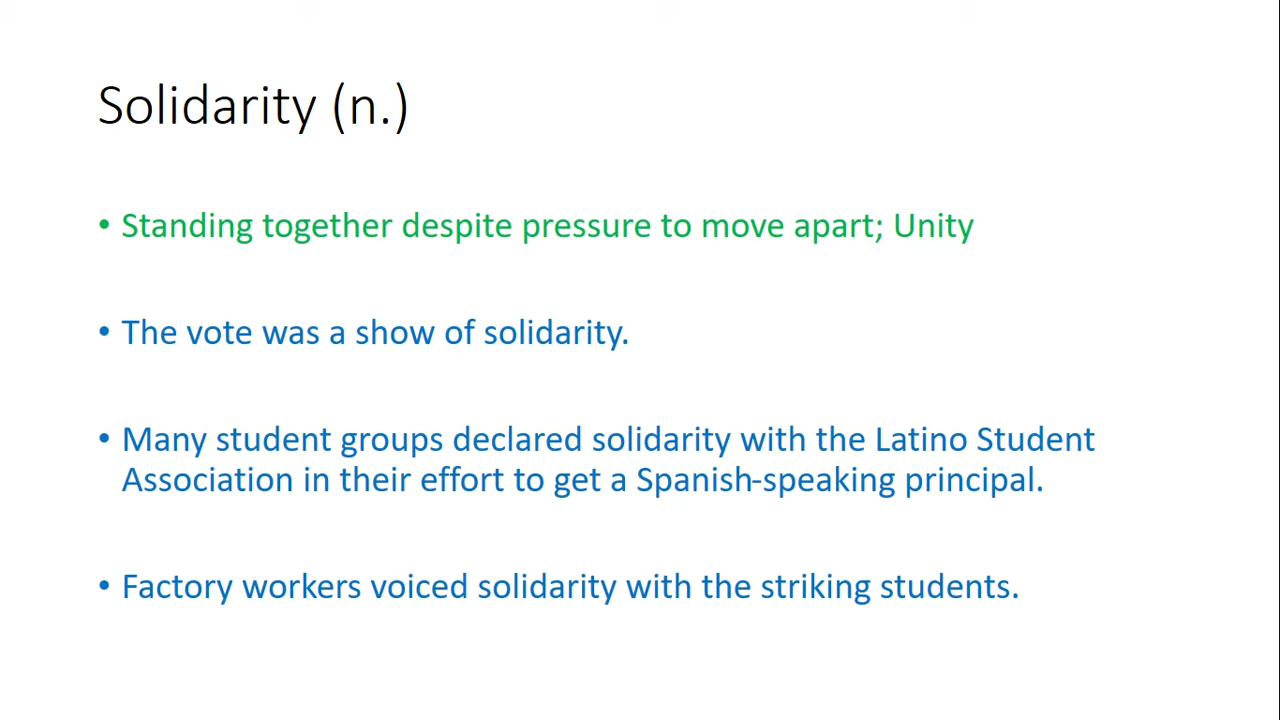 Solidarity (n.)
• Standing together despite pressure to move apart; Unity
• The vote was a show of solidarity.
• Many student groups declared solidarity with the Latino Student
Association in their effort to get a Spanish-speaking principal.
• Factory workers voiced solidarity with the striking students.